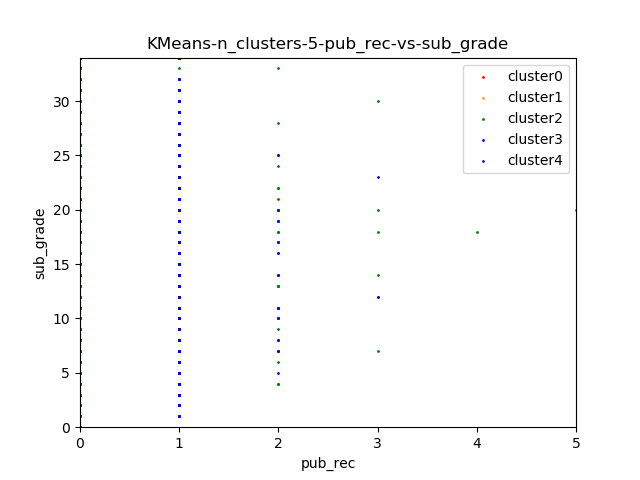 KMeans-n_clusters-5-pub_rec-vs-sub_grade
cluster0
cluster1
cluster2
cluster3
cluster4
sub_grade
30
25
20
15
10
5
0
0 1 2 3 4 5
pub_rec